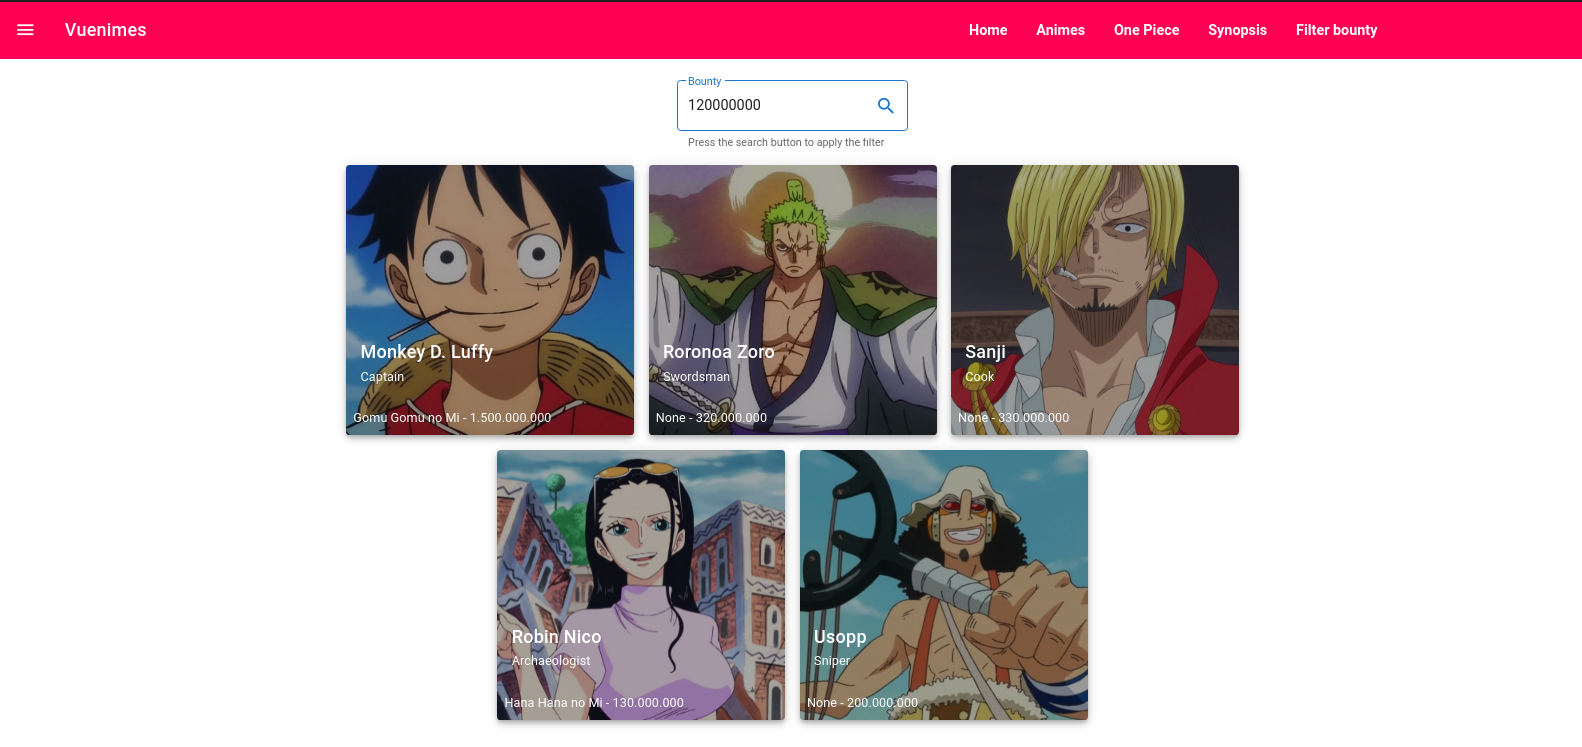 Vuenimes
Home Animes One Piece Synopsis Filter bounty
Bounty
120000000
Press the search button to apply the filter
Monkey D. Luffy
Captain
Gomu Gomu no Mi - 1.500.000.000
Roronoa Zoro
Swordsman
None - 320.000.000
Sanji
Cook
None - 330.000.000
Robin Nico
Archaeologist
Hana Hana no Mi - 130.000.000
Usopp
Sniper
None - 200.000.000